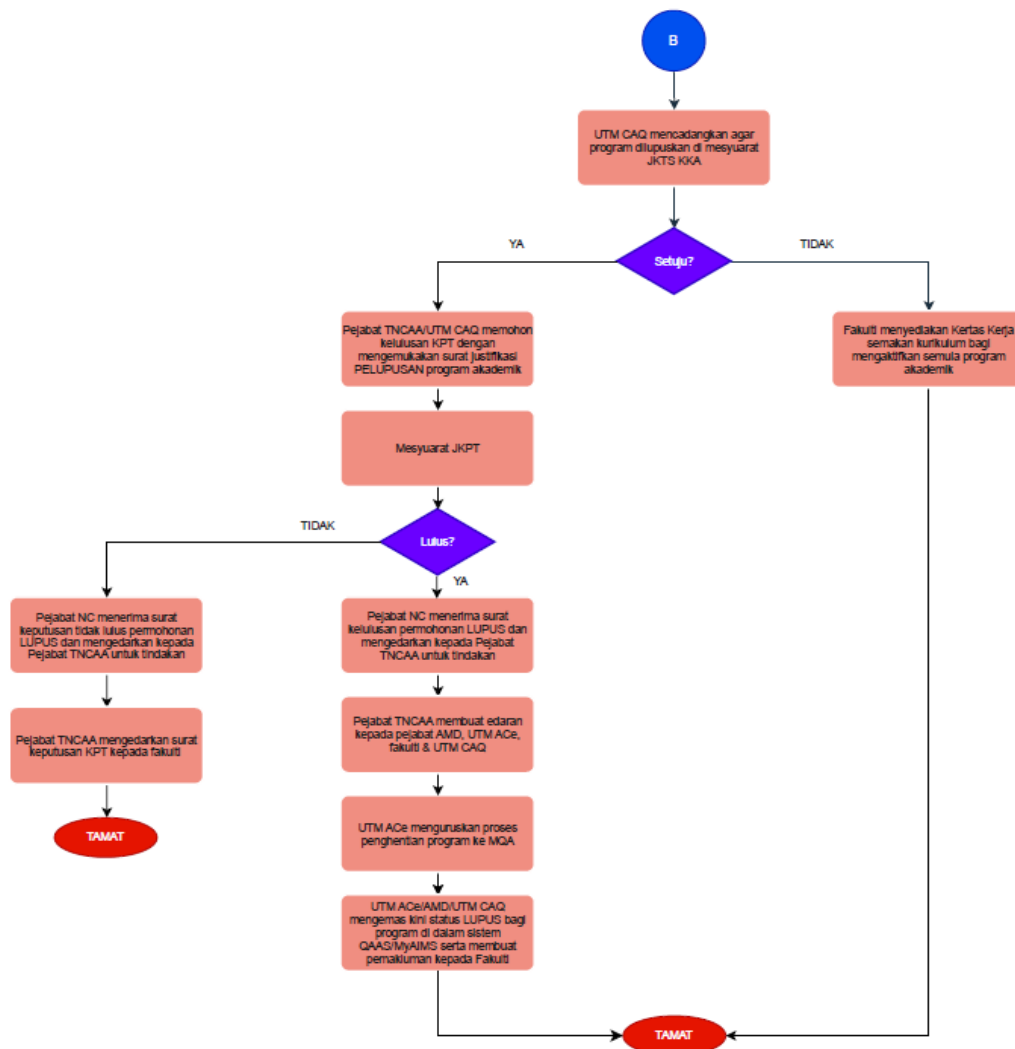 B
UTM CAQ mencadangkan agar
program dilupuskan di mesyuarat
JKTS KKA
YA
Setuju?
TIDAK
Pejabat TNCAA/UTM CAQ memohon
kelulusan KPT dengan
mengemukakan surat justifikasi
PELUPUSAN program akademik
Fakulti menyediakan Kertas Kerja
semakan kurikulum bagi
mengaktifkan semula program
akademik
Mesyuarat JKPT
TIDAK
Lulus?
YA
Pejabat NC menerima surat
keputusan tidak lulus permohonan
LUPUS dan mengedarkan kepada
Pejabat TNCAA untuk tindakan
Pejabat NC menerima surat
kelulusan permohonan LUPUS dan
mengedarkan kepada Pejabat
TNCAA untuk tindakan
Pejabat TNCAA mengedarkan surat
keputusan KPT kepada fakulti
Pejabat TNCAA membuat edaran
kepada pejabat AMD, UTM ACe,
fakulti & UTM CAQ
TAMAT
UTM ACe menguruskan proses
penghentian program ke MQA
UTM ACe/AMD/UTM CAQ
mengemas kini status LUPUS bagi
program di dalam sistem
QAAS/MyAIMS serta membuat
pemakluman kepada Fakulti
TAMAT